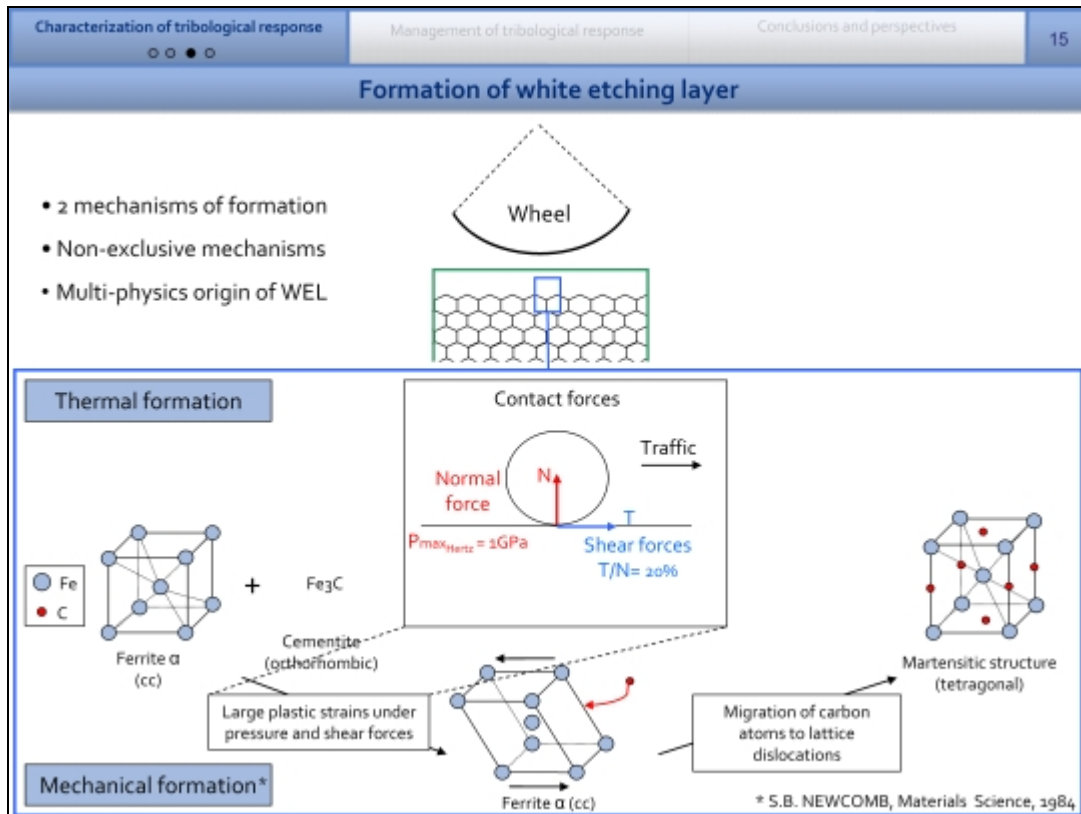 Characterization of tribological response
Management of tribological response
Conclusions and perspectives
15
Formation of white etching layer
• 2 mechanisms of formation
• Non-exclusive mechanisms
• Multi-physics origin of WEL
Wheel
Thermal formation
Contact forces
Traffic
Normal
force
N
T
PmaxHertz = 1GPa
Shear forces
T/N= 20%
Fe
C
+
Fe3C
Ferrite α
(cc)
Cementite
(orthorhombic)
Martensitic structure
(tetragonal)
Large plastic strains under
pressure and shear forces
Migration of carbon
atoms to lattice
dislocations
Mechanical formation*
Ferrite α (cc)
* S.B. NEWCOMB, Materials Science, 1984